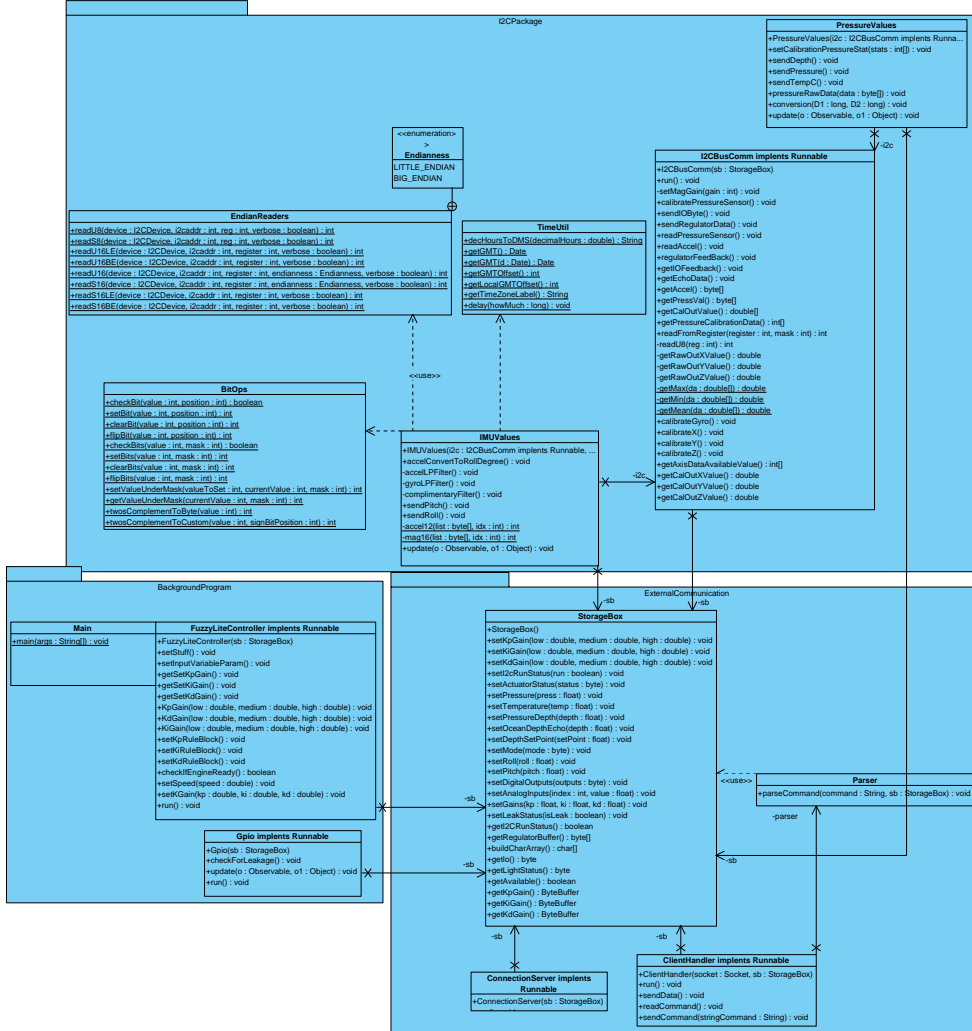 I2CPackage
PressureValues
+PressureValues(i2c : I2CBusComm implents Runna...
+setCalibrationPressureStat(stats : int[]) : void
+sendDepth() : void
+sendPressure() : void
+sendTempC() : void
+pressureRawData(data : byte[]) : void
+conversion(D1 : long, D2 : long) : void
+update(o : Observable, o1 : Object) : void
<<enumeration>
>
Endianness
LITTLE_ENDIAN
BIG_ENDIAN
-i2c
I2CBusComm implents Runnable
+I2CBusComm(sb : StorageBox)
+run() : void
-setMagGain(gain : int) : void
+calibratePressureSensor() : void
+sendIOByte() : void
+sendRegulatorData() : void
+readPressureSensor() : void
+readAccel() : void
+regulatorFeedBack() : void
+getIOFeedback() : void
+getEchoData() : void
+getAccel() : byte[]
+getPressVal() : byte[]
+getCalOutValue() : double[]
+getPressureCalibrationData() : int[]
+readFromRegister(register : int, mask : int) : int
-readU8(reg : int) : int
-getRawOutXValue() : double
-getRawOutYValue() : double
-getRawOutZValue() : double
-getMax(da : double[]) : double
-getMin(da : double[]) : double
-getMean(da : double[]) : double
+calibrateGyro() : void
+calibrateX() : void
+calibrateY() : void
+calibrateZ() : void
+getAxisDataAvailableValue() : int[]
+getCalOutXValue() : double
+getCalOutYValue() : double
+getCalOutZValue() : double
EndianReaders
+readU8(device : I2CDevice, i2caddr : int, reg : int, verbose : boolean) : int
+readS8(device : I2CDevice, i2caddr : int, reg : int, verbose : boolean) : int
+readU16LE(device : I2CDevice, i2caddr : int, register : int, verbose : boolean) : int
+readU16BE(device : I2CDevice, i2caddr : int, register : int, verbose : boolean) : int
+readU16(device : I2CDevice, i2caddr : int, register : int, endianness : Endianness, verbose : boolean) : int
+readS16(device : I2CDevice, i2caddr : int, register : int, endianness : Endianness, verbose : boolean) : int
+readS16LE(device : I2CDevice, i2caddr : int, register : int, verbose : boolean) : int
+readS16BE(device : I2CDevice, i2caddr : int, register : int, verbose : boolean) : int
TimeUtil
+decHoursToDMS(decimalHours : double) : String
+getGMT() : Date
+getGMT(d : Date) : Date
+getGMTOffset() : int
+getLocalGMTOffset() : int
+getTimeZoneLabel() : String
+delay(howMuch : long) : void
<<use>>
BitOps
+checkBit(value : int, position : int) : boolean
+setBit(value : int, position : int) : int
+clearBit(value : int, position : int) : int
+flipBit(value : int, position : int) : int
+checkBits(value : int, mask : int) : boolean
+setBits(value : int, mask : int) : int
+clearBits(value : int, mask : int) : int
+flipBits(value : int, mask : int) : int
+setValueUnderMask(valueToSet : int, currentValue : int, mask : int) : int
+getValueUnderMask(currentValue : int, mask : int) : int
+twosComplementToByte(value : int) : int
+twosComplementToCustom(value : int, signBitPosition : int) : int
IMUValues
+IMUValues(i2c : I2CBusComm implents Runnable, ...
+accelConvertToRollDegree() : void
-accelLPFilter() : void
-gyroLPFilter() : void
-complimentaryFilter() : void
+sendPitch() : void
+sendRoll() : void
-accel12(list : byte[], idx : int) : int
-mag16(list : byte[], idx : int) : int
+update(o : Observable, o1 : Object) : void
-i2c
BackgroundProgram
Main
+main(args : String[]) : void
FuzzyLiteController implents Runnable
+FuzzyLiteController(sb : StorageBox)
+setStuff() : void
+setInputVariableParam() : void
+getSetKpGain() : void
+getSetKiGain() : void
+getSetKdGain() : void
+KpGain(low : double, medium : double, high : double) : void
+KdGain(low : double, medium : double, high : double) : void
+KiGain(low : double, medium : double, high : double) : void
+setKpRuleBlock() : void
+setKiRuleBlock() : void
+setKdRuleBlock() : void
+checkIfEngineReady() : boolean
+setSpeed(speed : double) : void
+setKGain(kp : double, ki : double, kd : double) : void
+run() : void
-sb
Gpio implents Runnable
+Gpio(sb : StorageBox)
+checkForLeakage() : void
+update(o : Observable, o1 : Object) : void
+run() : void
-sb
ExternalCommunication
-sb
-sb
StorageBox
+StorageBox()
+setKpGain(low : double, medium : double, high : double) : void
+setKiGain(low : double, medium : double, high : double) : void
+setKdGain(low : double, medium : double, high : double) : void
+setI2cRunStatus(run : boolean) : void
+setActuatorStatus(status : byte) : void
+setPressure(press : float) : void
+setTemperature(temp : float) : void
+setPressureDepth(depth : float) : void
+setOceanDepthEcho(depth : float) : void
+setDepthSetPoint(setPoint : float) : void
+setMode(mode : byte) : void
+setRoll(roll : float) : void
+setPitch(pitch : float) : void
+setDigitalOutputs(outputs : byte) : void
+setAnalogInputs(index : int, value : float) : void
+setGains(kp : float, ki : float, kd : float) : void
+setLeakStatus(isLeak : boolean) : void
+getI2CRunStatus() : boolean
+getRegulatorBuffer() : byte[]
+buildCharArray() : char[]
+getIo() : byte
+getLightStatus() : byte
+getAvailable() : boolean
+getKpGain() : ByteBuffer
+getKiGain() : ByteBuffer
+getKdGain() : ByteBuffer
<<use>>
Parser
+parseCommand(command : String, sb : StorageBox) : void
-parser
-sb
-sb
-sb
ConnectionServer implents
Runnable
+ConnectionServer(sb : StorageBox)
ClientHandler implents Runnable
+ClientHandler(socket : Socket, sb : StorageBox)
+run() : void
+sendData() : void
+readCommand() : void
+sendCommand(stringCommand : String) : void